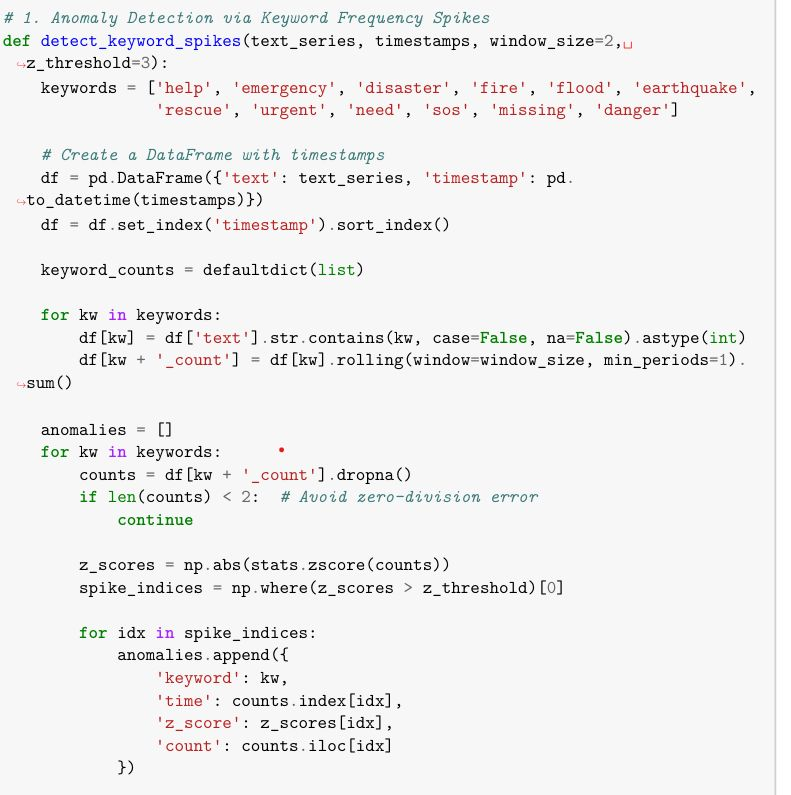 # 1. Anomaly Detection via Keyword Frequency Spikes
def detect_keyword_spikes(text_series, timestamps, window_size=2,␣
↪z_threshold=3):
    keywords = ['help', 'emergency', 'disaster', 'fire', 'flood', 'earthquake',
                'rescue', 'urgent', 'need', 'sos', 'missing', 'danger']

    # Create a DataFrame with timestamps
    df = pd.DataFrame({'text': text_series, 'timestamp': pd.
↪to_datetime(timestamps)})
    df = df.set_index('timestamp').sort_index()

    keyword_counts = defaultdict(list)

    for kw in keywords:
        df[kw] = df['text'].str.contains(kw, case=False, na=False).astype(int)
        df[kw + '_count'] = df[kw].rolling(window=window_size, min_periods=1).
↪sum()

    anomalies = []
    for kw in keywords:
        counts = df[kw + '_count'].dropna()
        if len(counts) < 2:  # Avoid zero-division error
            continue

        z_scores = np.abs(stats.zscore(counts))
        spike_indices = np.where(z_scores > z_threshold)[0]

        for idx in spike_indices:
            anomalies.append({
                'keyword': kw,
                'time': counts.index[idx],
                'z_score': z_scores[idx],
                'count': counts.iloc[idx]
            })